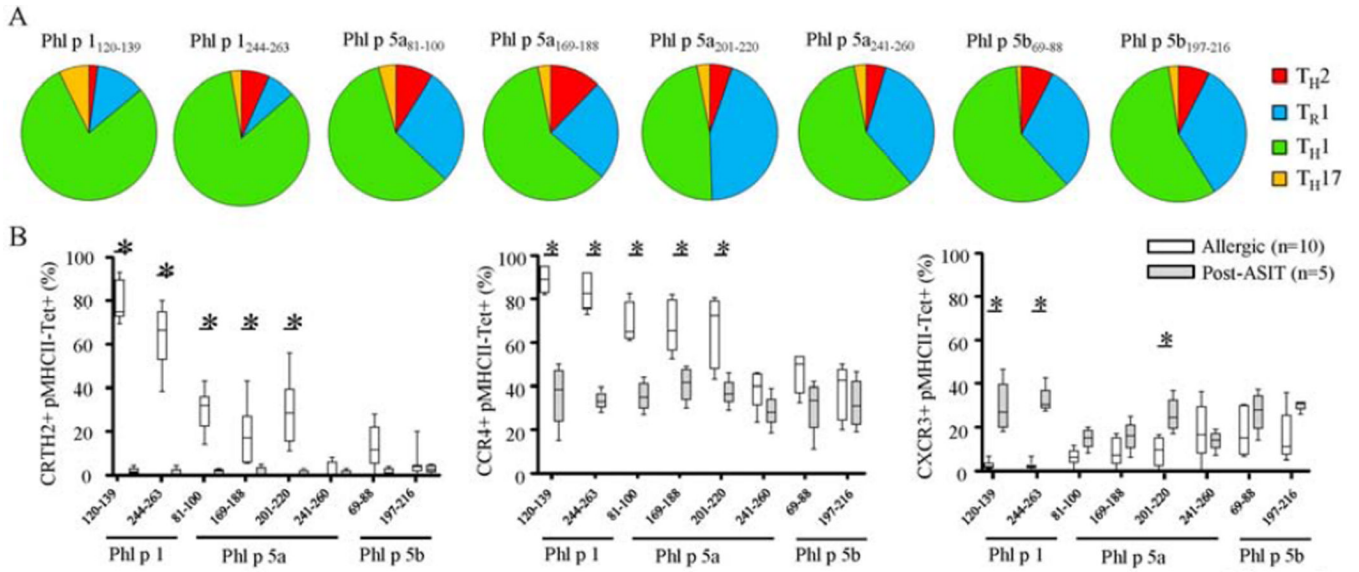 A
Phl p 1120-139
Phl p 1244-263
Phl p 5a81-100
Phl p 5a169-188
Phl p 5a201-220
Phl p 5a241-260
Phl p 5b69-88
Phl p 5b197-216
TH2
TR1
TH1
TH17
B
CRTH2+ pMHCII-Tet+ (%)
100
80
60
40
20
0
*
*
*
*
*
120-139
244-263
81-100
169-188
201-220
241-260
69-88
197-216
Phl p 1
Phl p 5a
Phl p 5b
CCR4+ pMHCII-Tet+ (%)
100
80
60
40
20
0
*
*
*
*
*
120-139
244-263
81-100
169-188
201-220
241-260
69-88
197-216
Phl p 1
Phl p 5a
Phl p 5b
CXCR3+ pMHCII-Tet+ (%)
100
80
60
40
20
0
*
*
*
Allergic (n=10)
Post-ASIT (n=5)
120-139
244-263
81-100
169-188
201-220
241-260
69-88
197-216
Phl p 1
Phl p 5a
Phl p 5b